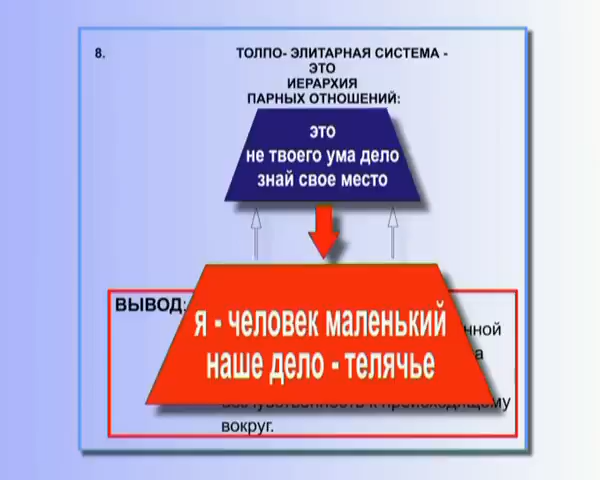 8. ТОЛПО- ЭЛИТАРНАЯ СИСТЕМА -
ЭТО
ИЕРАРХИЯ
ПАРНЫХ ОТНОШЕНИЙ:
это
не твоего ума дело
знай свое место
ВЫВОД:
я - человек маленький
наше дело - телячье
вокруг.